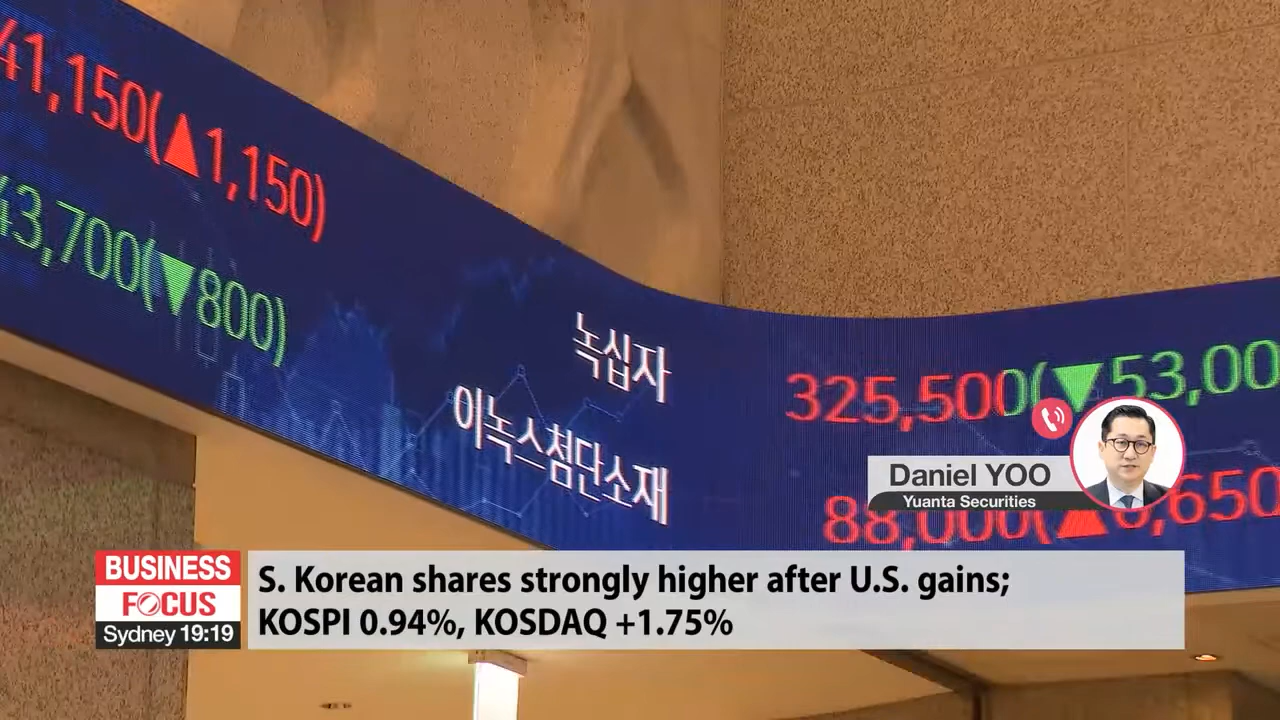 41,150(▲1,150)
43,700(▼800)
녹십자
이녹스첨단소재
325,500(▼53,00
88,000(▲6,650
Daniel YOO
Yuanta Securities
BUSINESS
FOCUS
Sydney 19:19
S. Korean shares strongly higher after U.S. gains;
KOSPI 0.94%, KOSDAQ +1.75%